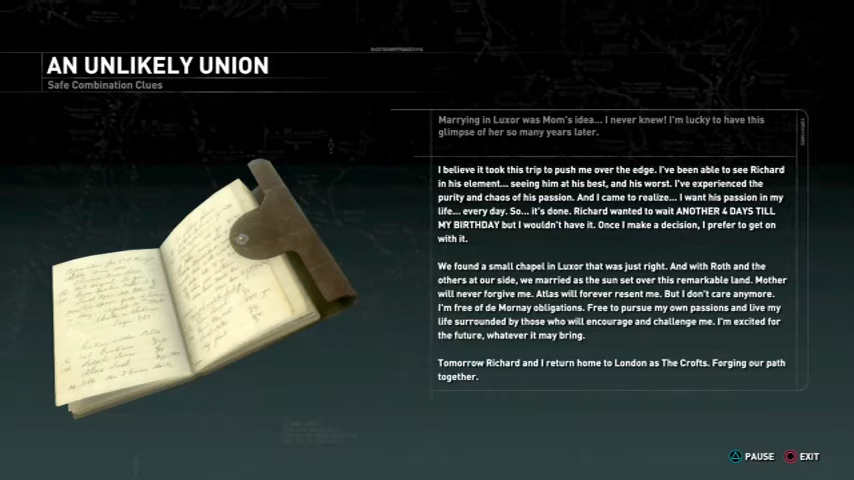 AN UNLIKELY UNION
Safe Combination Clues
Marrying in Luxor was Mom's idea... I never knew! I'm lucky to have this
glimpse of her so many years later.
I believe it took this trip to push me over the edge. I've been able to see Richard
in his element... seeing him at his best, and his worst. I've experienced the
purity and chaos of his passion. And I came to realize... I want his passion in my
life... every day. So... it's done. Richard wanted to wait ANOTHER 4 DAYS TILL
MY BIRTHDAY but I wouldn't have it. Once I make a decision, I prefer to get on
with it.
We found a small chapel in Luxor that was just right. And with Roth and the
others at our side, we married as the sun set over this remarkable land. Mother
will never forgive me. Atlas will forever resent me. But I don't care anymore.
I'm free of de Mornay obligations. Free to pursue my own passions and live my
life surrounded by those who will encourage and challenge me. I'm excited for
the future, whatever it may bring.
Tomorrow Richard and I return home to London as The Crofts. Forging our path
together.
PAUSE
EXIT